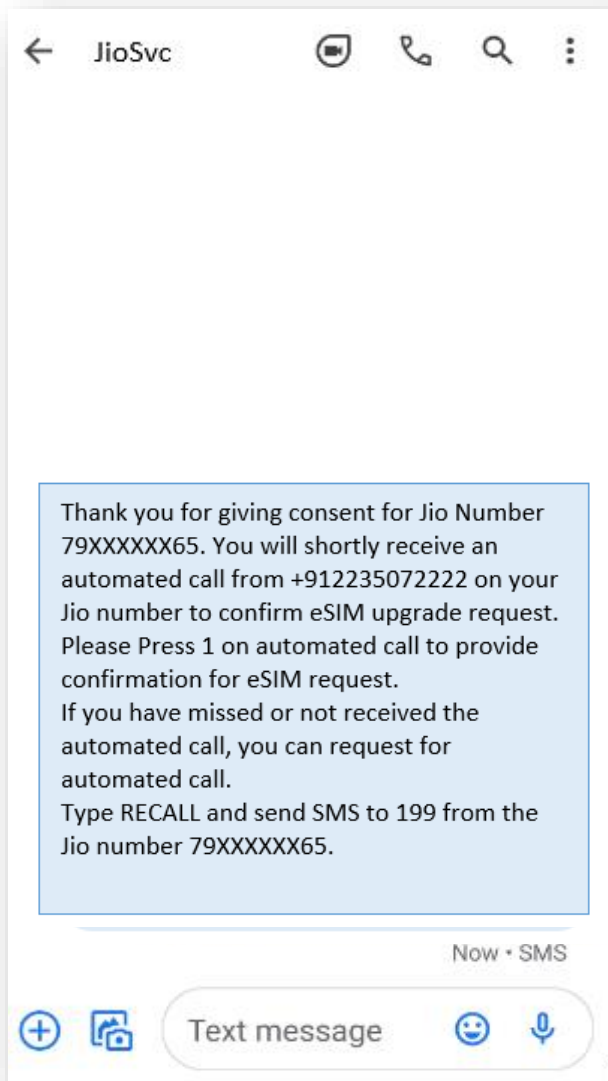 JioSvc
Thank you for giving consent for Jio Number
79XXXXXX65. You will shortly receive an
automated call from +912235072222 on your
Jio number to confirm eSIM upgrade request.
Please Press 1 on automated call to provide
confirmation for eSIM request.
If you have missed or not received the
automated call, you can request for
automated call.
Type RECALL and send SMS to 199 from the
Jio number 79XXXXXX65.
Now • SMS
Text message